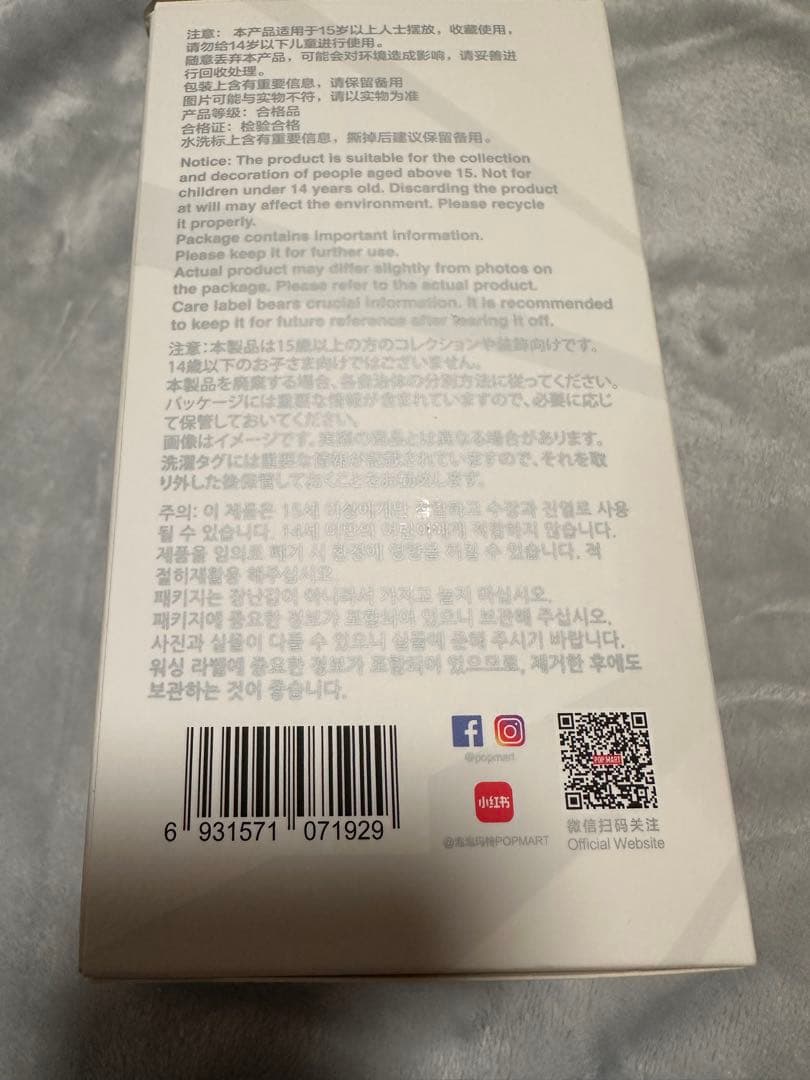 注意：本产品适用于15岁以上人士摆放，收藏使用，
请勿给14岁以下儿童进行使用。
随意丢弃本产品，可能会对环境造成影响，请妥善进
行回收处理。
包装上含有重要信息，请保留备用
图片可能与实物不符，请以实物为准
产品等级：合格品
合格证：检验合格
水洗标上含有重要信息，撕掉后建议保留备用。
Notice: The product is suitable for the collection
and decoration of people aged above 15. Not for
children under 14 years old. Discarding the product
at will may affect the environment. Please recycle
it properly.
Package contains important information.
Please keep it for further use.
Actual product may differ slightly from photos on
the package. Please refer to the actual product.
Care label bears crucial information. It is recommended
to keep it for future reference after tearing it off.
注意：本製品は15歳以上の方のコレクションや装飾向けです。
14歳以下のお子さま向けではございません。
本製品を廃棄する場合、各自治体の分別方法に従ってください。
パッケージには重要な情報が含まれていますので、必要に応じ
て保管しておいてください。
画像はイメージです。実際の商品とは異なる場合があります。
洗濯タグには重要な情報が記載されていますので、それを取
り外した後保管しておくことをお勧めします。
주의: 이 제품은 15세 이상에게만 적합하고 수장과 진열로 사용
될 수 있습니다. 14세 미만의 어린이에게 적합하지 않습니다.
제품을 임의로 폐기 시 환경에 영향을 끼칠 수 있습니다. 적
절히재활용 해주십시오.
패키지는 장난감이 아니라서 가지고 놀지 마십시오.
패키지에 중요한 정보가 포함되어 있으니 보관해 주십시오.
사진과 실물이 다를 수 있으니 실물에 준해 주시기 바랍니다.
워싱 라벨에 중요한 정보가 포함되어 있으므로, 제거한 후에도
보관하는 것이 좋습니다.
6 931571 071929
@popmart
小红书
@泡泡玛特POPMART
POP MART
微信扫码关注
Official Website